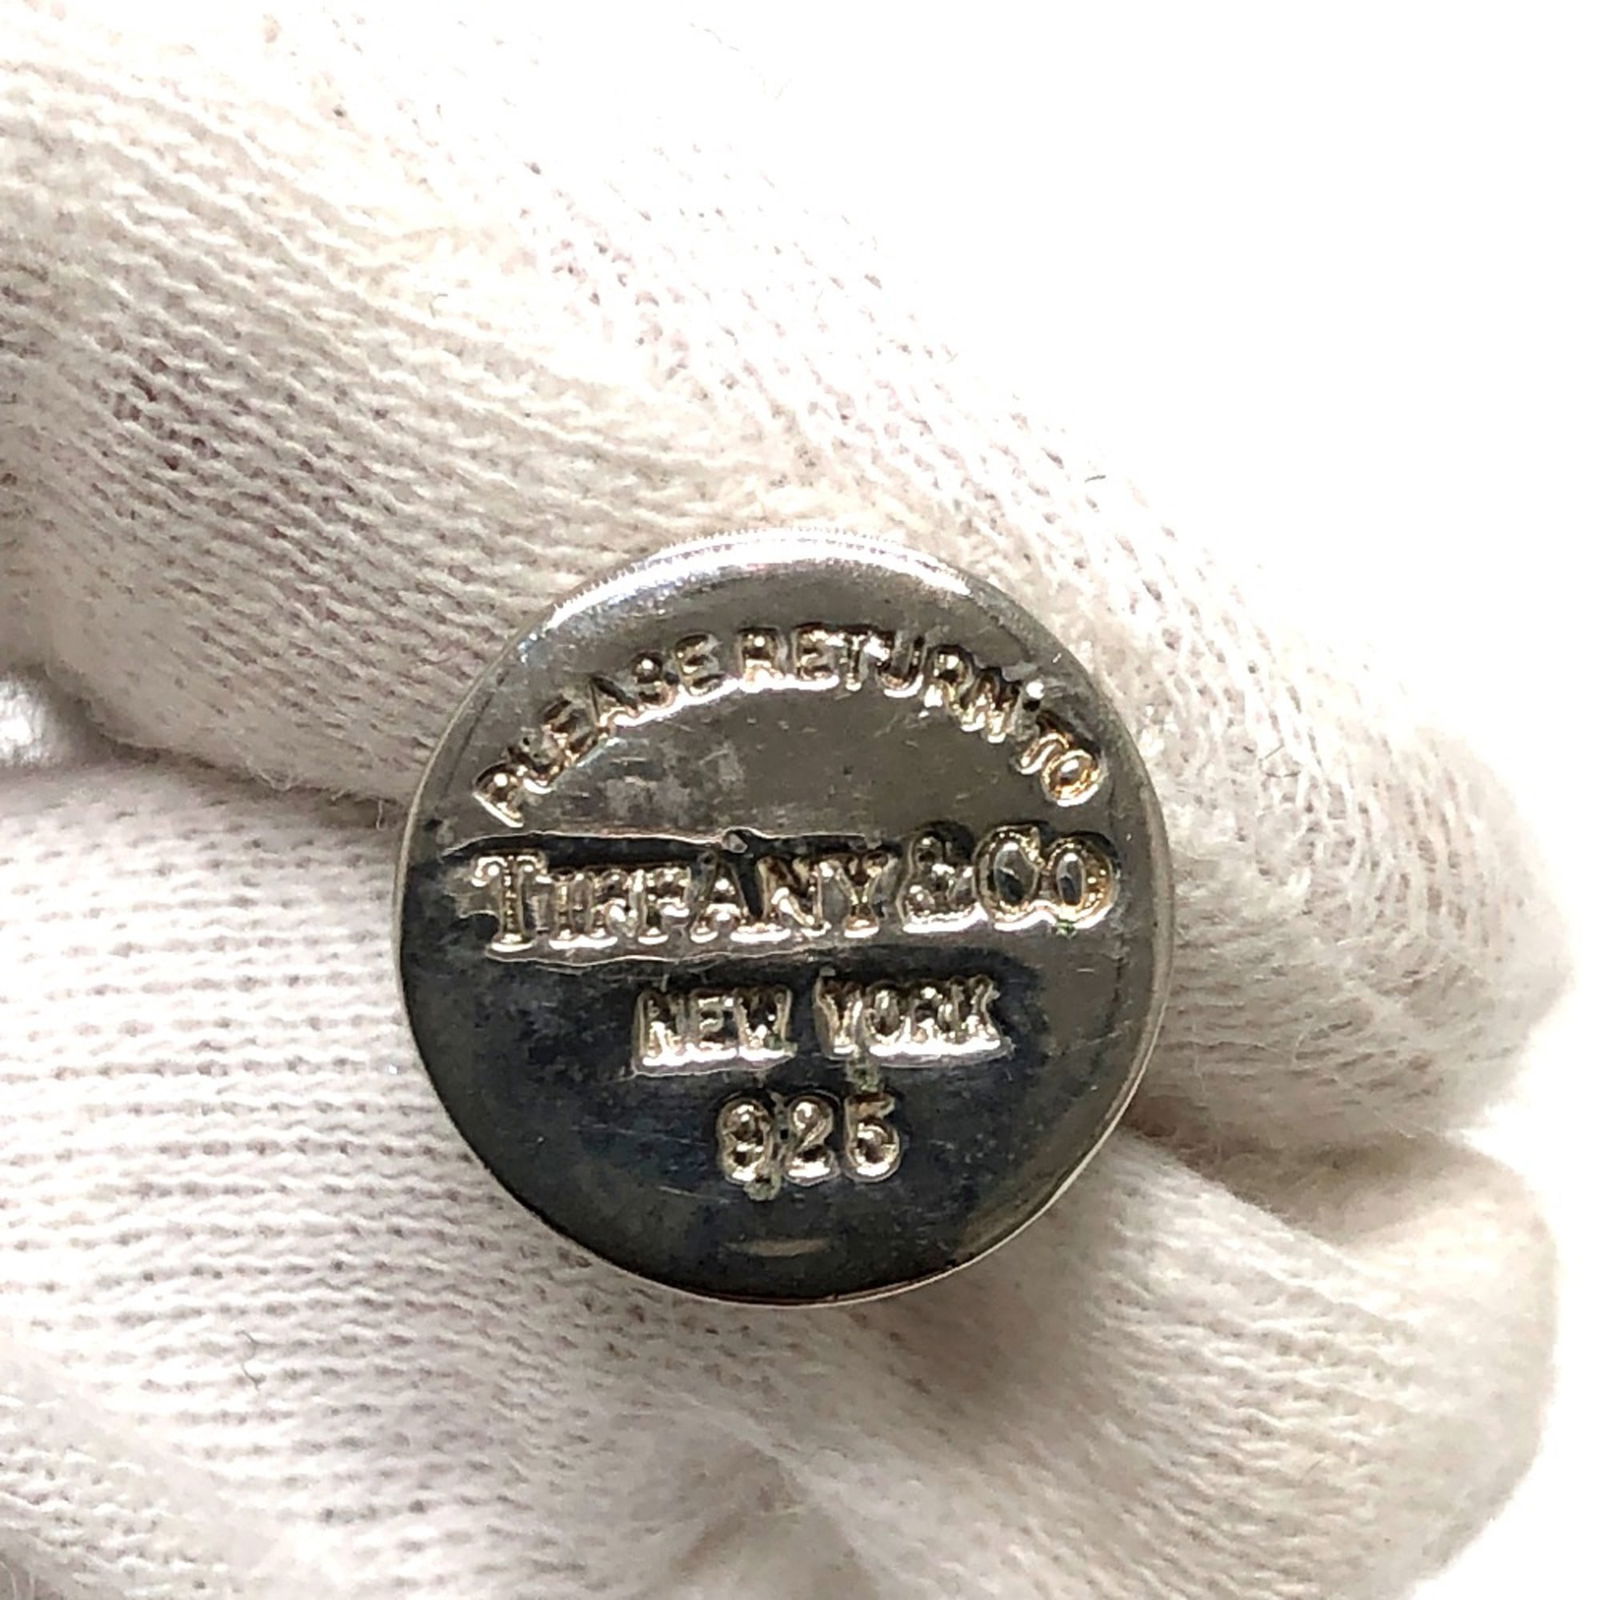 PLEASE RETURN TO
TIFFANY & CO
NEW YORK
925